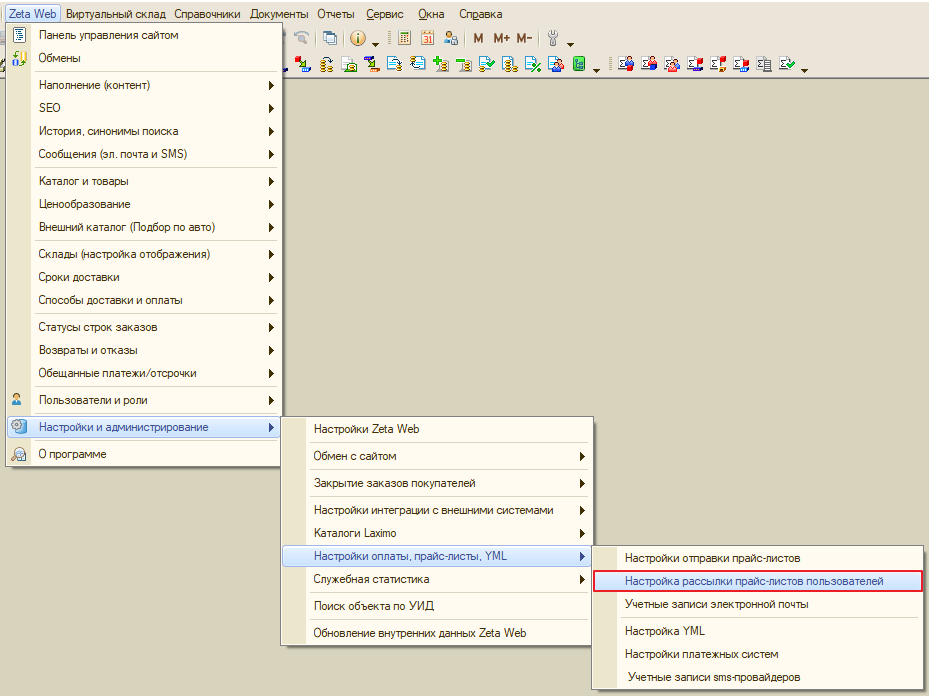 Zeta Web Виртуальный склад Справочники Документы Отчеты Сервис Окна Справка
M M+ M-
31
Панель управления сайтом
Обмены
Наполнение (контент)
SEO
История, синонимы поиска
Сообщения (эл. почта и SMS)
Каталог и товары
Ценообразование
Внешний каталог (Подбор по авто)
Склады (настройка отображения)
Сроки доставки
Способы доставки и оплаты
Статусы строк заказов
Возвраты и отказы
Обещанные платежи/отсрочки
Пользователи и роли
Настройки и администрирование
О программе
Настройки Zeta Web
Обмен с сайтом
Закрытие заказов покупателей
Настройки интеграции с внешними системами
Каталоги Laximo
Настройки оплаты, прайс-листы, YML
Служебная статистика
Поиск объекта по УИД
Обновление внутренних данных Zeta Web
Настройки отправки прайс-листов
Настройка рассылки прайс-листов пользователей
Учетные записи электронной почты
Настройка YML
Настройки платежных систем
Учетные записи sms-провайдеров